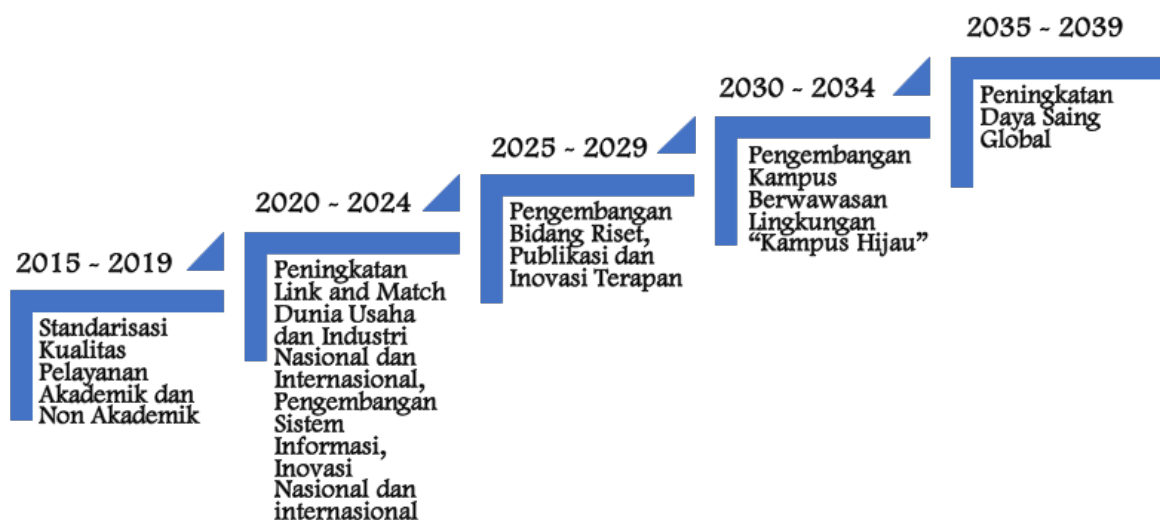 2015 - 2019
Standarisasi
Kualitas
Pelayanan
Akademik dan
Non Akademik
2020 - 2024
Peningkatan
Link and Match
Dunia Usaha
dan Industri
Nasional dan
Internasional,
Pengembangan
Sistem
Informasi,
Inovasi
Nasional dan
internasional
2025 - 2029
Pengembangan
Bidang Riset,
Publikasi dan
Inovasi Terapan
2030 - 2034
Pengembangan
Kampus
Berwawasan
Lingkungan
“Kampus Hijau”
2035 - 2039
Peningkatan
Daya Saing
Global